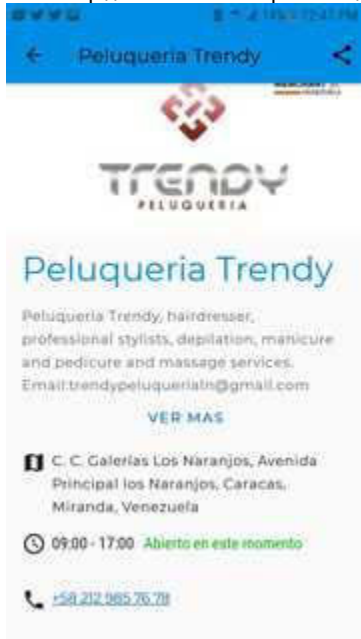 Peluqueria Trendy
TRENDY
PELUQUERIA
Peluqueria Trendy
Peluqueria Trendy, hairdresser,
professional stylists, depilation, manicure
and pedicure and massage services.
Email:trendypeluquerialn@gmail.com
VER MAS
C. C. Galerías Los Naranjos, Avenida
Principal los Naranjos, Caracas,
Miranda, Venezuela
09:00 - 17:00 Abierto en este momento
+58 212 985 76 78